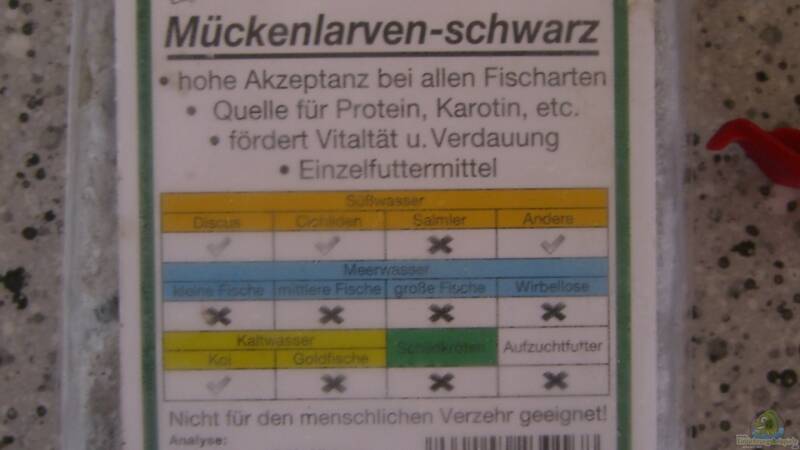 Mückenlarven-schwarz
• hohe Akzeptanz bei allen Fischarten
• Quelle für Protein, Karotin, etc.
• fördert Vitaltät u. Verdauung
• Einzelfuttermittel
Süßwasser
Discus Cichliden Salmler Andere
Meerwasser
kleine Fische mittlere Fische große Fische Wirbellose
Kaltwasser Schildkröten Aufzuchtfutter
Koi Goldfische
Nicht für den menschlichen Verzehr geeignet!
Analyse: